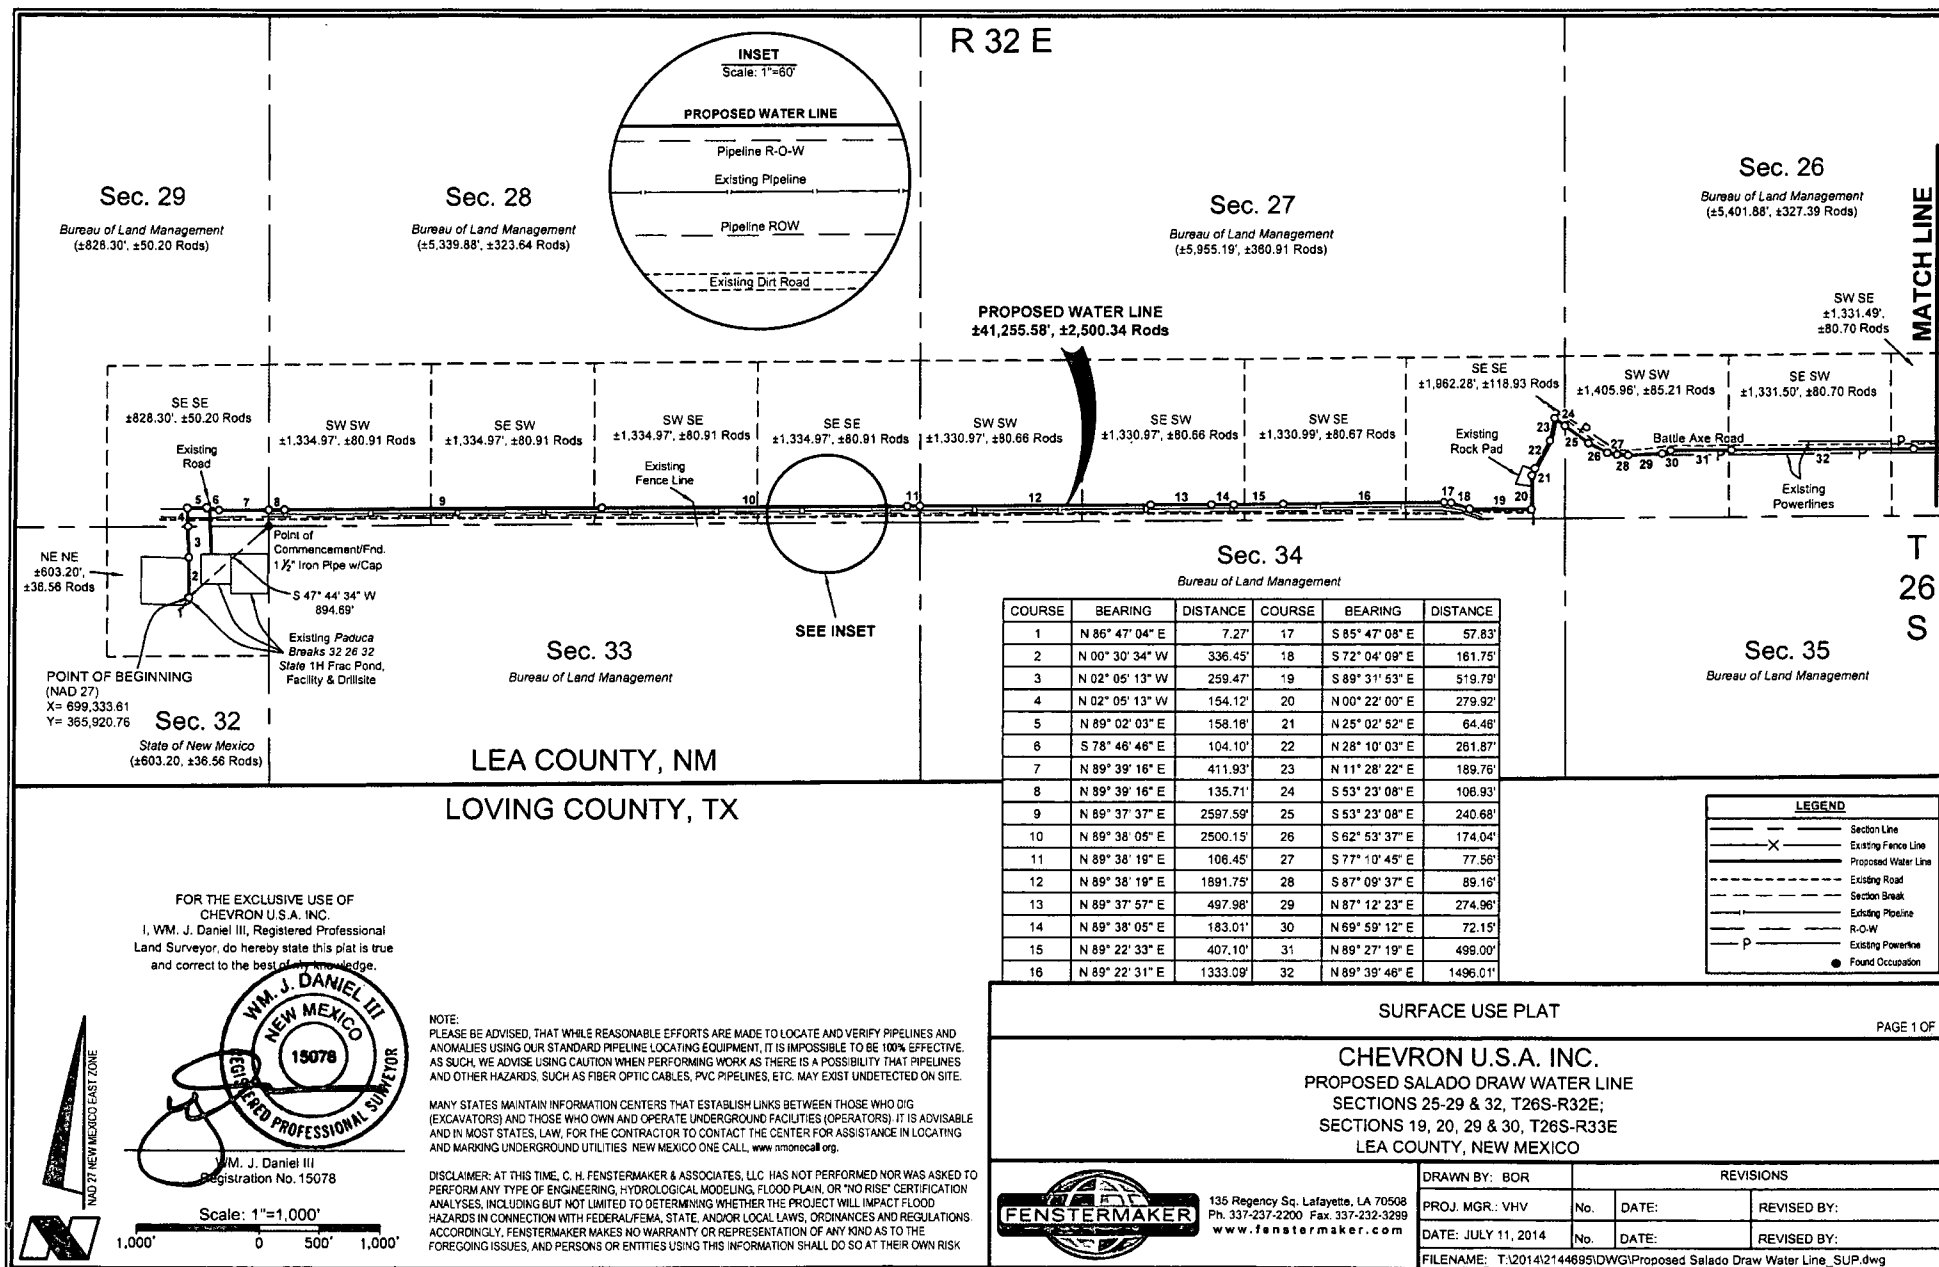 R 32 E
INSET
Scale: 1"=60'
PROPOSED WATER LINE
Pipeline R-O-W
Existing Pipeline
Pipeline ROW
Existing Dirt Road
Sec. 29
Bureau of Land Management
(±828.30', ±50.20 Rods)
Sec. 28
Bureau of Land Management
(±5,339.88', ±323.64 Rods)
Sec. 27
Bureau of Land Management
(±5,955.19', ±360.91 Rods)
Sec. 26
Bureau of Land Management
(±5,401.88', ±327.39 Rods)
MATCH LINE
SW SE
±1,331.49',
±80.70 Rods
PROPOSED WATER LINE
±41,255.58', ±2,500.34 Rods
SE SE
±828.30', ±50.20 Rods
SW SW
±1,334.97', ±80.91 Rods
SE SW
±1,334.97', ±80.91 Rods
SW SE
±1,334.97', ±80.91 Rods
SE SE
±1,334.97', ±80.91 Rods
SW SW
±1,330.97', ±80.66 Rods
SE SW
±1,330.97', ±80.66 Rods
SW SE
±1,330.99', ±80.67 Rods
SE SE
±1,962.28', ±118.93 Rods
SW SW
±1,405.96', ±85.21 Rods
SE SW
±1,331.50', ±80.70 Rods
Existing
Road
Existing
Fence Line
Existing
Rock Pad
Battle Axe Road
Existing
Powerlines
2 3 4 5 6 7 8 9 10 11 12 13 14 15 16 17 18 19 20 21 22 23 24 25 26 27 28 29 30 31 32
P P P P
NE NE
±603.20',
±36.56 Rods
Point of
Commencement/Fnd.
1 ½" Iron Pipe w/Cap
S 47° 44' 34" W
894.69'
Existing Paduca
Breaks 32 26 32
State 1H Frac Pond,
Facility & Drillsite
POINT OF BEGINNING
(NAD 27)
X= 699,333.61
Y= 365,920.76
Sec. 32
State of New Mexico
(±603.20, ±36.56 Rods)
Sec. 33
Bureau of Land Management
SEE INSET
Sec. 34
Bureau of Land Management
Sec. 35
Bureau of Land Management
T
26
S
LEA COUNTY, NM
LOVING COUNTY, TX
COURSE BEARING DISTANCE COURSE BEARING DISTANCE
1 N 86° 47' 04" E 7.27' 17 S 85° 47' 08" E 57.83'
2 N 00° 30' 34" W 336.45' 18 S 72° 04' 09" E 161.75'
3 N 02° 05' 13" W 259.47' 19 S 89° 31' 53" E 519.79'
4 N 02° 05' 13" W 154.12' 20 N 00° 22' 00" E 279.92'
5 N 89° 02' 03" E 158.16' 21 N 25° 02' 52" E 64.46'
6 S 78° 46' 46" E 104.10' 22 N 28° 10' 03" E 261.87'
7 N 89° 39' 16" E 411.93' 23 N 11° 28' 22" E 189.76'
8 N 89° 39' 16" E 135.71' 24 S 53° 23' 08" E 106.93'
9 N 89° 37' 37" E 2597.59' 25 S 53° 23' 08" E 240.68'
10 N 89° 38' 05" E 2500.15' 26 S 62° 53' 37" E 174.04'
11 N 89° 38' 19" E 106.45' 27 S 77° 10' 45" E 77.56'
12 N 89° 38' 19" E 1891.75' 28 S 87° 09' 37" E 89.16'
13 N 89° 37' 57" E 497.98' 29 N 87° 12' 23" E 274.96'
14 N 89° 38' 05" E 183.01' 30 N 69° 59' 12" E 72.15'
15 N 89° 22' 33" E 407.10' 31 N 89° 27' 19" E 499.00'
16 N 89° 22' 31" E 1333.09' 32 N 89° 39' 46" E 1496.01'
LEGEND
Section Line
Existing Fence Line
Proposed Water Line
Existing Road
Section Break
Existing Pipeline
R-O-W
P Existing Powerline
Found Occupation
FOR THE EXCLUSIVE USE OF
CHEVRON U.S.A. INC.
I, WM. J. Daniel III, Registered Professional
Land Surveyor, do hereby state this plat is true
and correct to the best of my knowledge.
WM. J. DANIEL III
NEW MEXICO
15078
REGISTERED PROFESSIONAL SURVEYOR
WM. J. Daniel III
Registration No. 15078
NAD 27 NEW MEXICO EAST ZONE
N
Scale: 1"=1,000'
1,000' 0 500' 1,000'
NOTE:
PLEASE BE ADVISED, THAT WHILE REASONABLE EFFORTS ARE MADE TO LOCATE AND VERIFY PIPELINES AND
ANOMALIES USING OUR STANDARD PIPELINE LOCATING EQUIPMENT, IT IS IMPOSSIBLE TO BE 100% EFFECTIVE.
AS SUCH, WE ADVISE USING CAUTION WHEN PERFORMING WORK AS THERE IS A POSSIBILITY THAT PIPELINES
AND OTHER HAZARDS, SUCH AS FIBER OPTIC CABLES, PVC PIPELINES, ETC. MAY EXIST UNDETECTED ON SITE.
MANY STATES MAINTAIN INFORMATION CENTERS THAT ESTABLISH LINKS BETWEEN THOSE WHO DIG
(EXCAVATORS) AND THOSE WHO OWN AND OPERATE UNDERGROUND FACILITIES (OPERATORS). IT IS ADVISABLE
AND IN MOST STATES, LAW, FOR THE CONTRACTOR TO CONTACT THE CENTER FOR ASSISTANCE IN LOCATING
AND MARKING UNDERGROUND UTILITIES. NEW MEXICO ONE CALL, www.nmonecall.org.
DISCLAIMER: AT THIS TIME, C. H. FENSTERMAKER & ASSOCIATES, LLC HAS NOT PERFORMED NOR WAS ASKED TO
PERFORM ANY TYPE OF ENGINEERING, HYDROLOGICAL MODELING, FLOOD PLAIN, OR "NO RISE" CERTIFICATION
ANALYSES, INCLUDING BUT NOT LIMITED TO DETERMINING WHETHER THE PROJECT WILL IMPACT FLOOD
HAZARDS IN CONNECTION WITH FEDERAL/FEMA, STATE, AND/OR LOCAL LAWS, ORDINANCES AND REGULATIONS.
ACCORDINGLY, FENSTERMAKER MAKES NO WARRANTY OR REPRESENTATION OF ANY KIND AS TO THE
FOREGOING ISSUES, AND PERSONS OR ENTITIES USING THIS INFORMATION SHALL DO SO AT THEIR OWN RISK
SURFACE USE PLAT
PAGE 1 OF
CHEVRON U.S.A. INC.
PROPOSED SALADO DRAW WATER LINE
SECTIONS 25-29 & 32, T26S-R32E;
SECTIONS 19, 20, 29 & 30, T26S-R33E
LEA COUNTY, NEW MEXICO
FENSTERMAKER
135 Regency Sq. Lafayette, LA 70508
Ph. 337-237-2200 Fax. 337-232-3299
www.fenstermaker.com
DRAWN BY: BOR REVISIONS
PROJ. MGR.: VHV No. DATE: REVISED BY:
DATE: JULY 11, 2014 No. DATE: REVISED BY:
FILENAME: T:\2014\2144695\DWG\Proposed Salado Draw Water Line_SUP.dwg